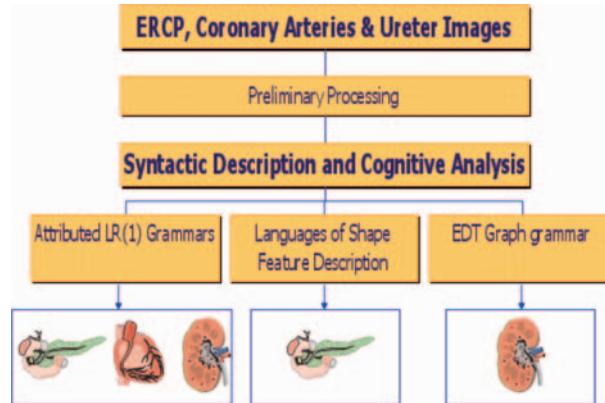 ERCP, Coronary Arteries & Ureter Images
Preliminary Processing
Syntactic Description and Cognitive Analysis
Attributed LR(1) Grammars
Languages of Shape
Feature Description
EDT Graph grammar